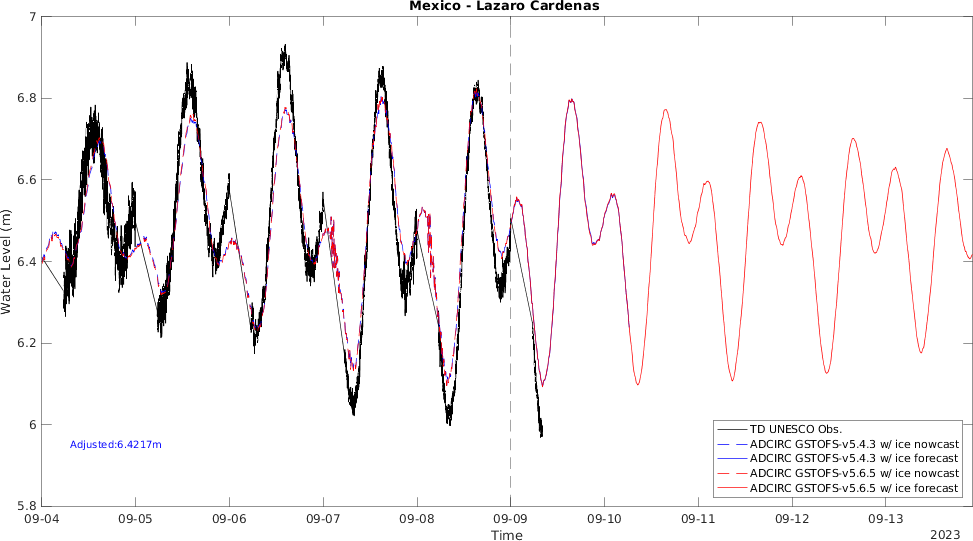 Mexico - Lazaro Cardenas
Water Level (m)
7
6.8
6.6
6.4
6.2
6
5.8
Adjusted:6.4217m
TD UNESCO Obs.
ADCIRC GSTOFS-v5.4.3 w/ ice nowcast
ADCIRC GSTOFS-v5.4.3 w/ ice forecast
ADCIRC GSTOFS-v5.6.5 w/ ice nowcast
ADCIRC GSTOFS-v5.6.5 w/ ice forecast
09-04 09-05 09-06 09-07 09-08 09-09 09-10 09-11 09-12 09-13
Time
2023